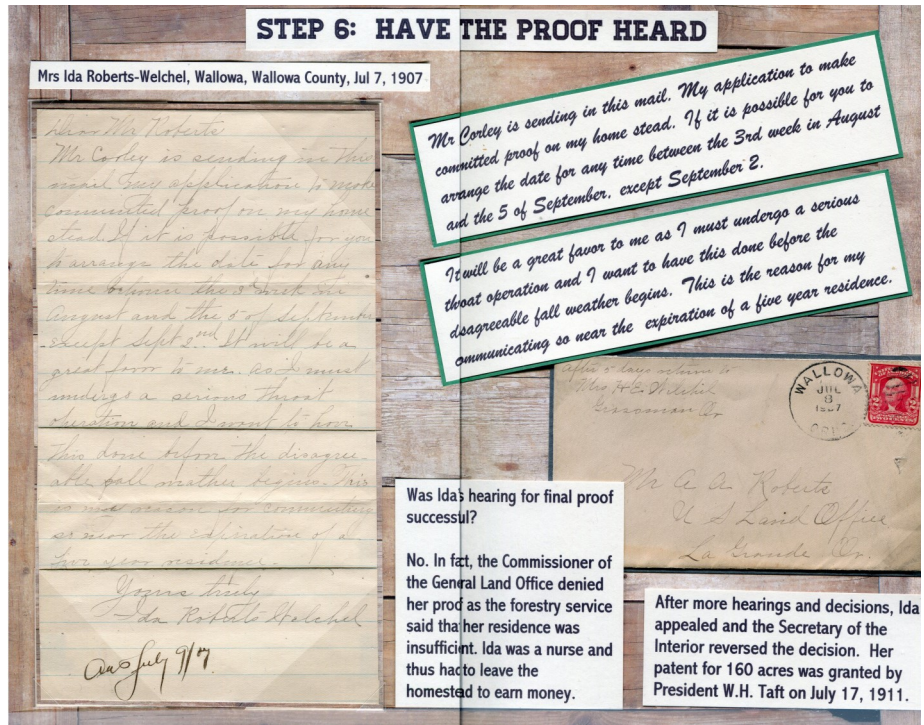 STEP 6: HAVE THE PROOF HEARD
Mrs Ida Roberts-Welchel, Wallowa, Wallowa County, Jul 7, 1907
Dear Mr Roberts
Mr Corley is sending in this
mail my application to make
committed proof on my home
stead If it is possible for you
to arrange the date for any
time between the 3 week in
August and the 5 of September
except Sept 2nd It will be a
great favor to me as I must
undergo a serious throat
operation and I want to have
this done before the disagree-
able fall weather begins. This
is my reason for
so near the expiration of a
five year residence.
Yours truly
Ida Roberts Welchel
Ans July 9/07
Mr Corley is sending in this mail. My application to make
committed proof on my home stead. If it is possible for you to
arrange the date for any time between the 3rd week in August
and the 5 of September, except September 2.
It will be a great favor to me as I must undergo a serious
throat operation and I want to have this done before the
dsagreeable fall weather begins. This is the reason for my
ommunicating so near the expiration of a five year residence.
After 5 days return to
Mrs H E Welchel
Or
WALLOWA
JUL
8
1907
Mr A A Roberts
U S Land Office
La Grande Or.
Was Ida's hearing for final proof
successul?
No. In fact, the Commissioner of
the General Land Office denied
her proof as the forestry service
said that her residence was
insufficient. Ida was a nurse and
thus had to leave the
homestead to earn money.
After more hearings and decisions, Ida
appealed and the Secretary of the
Interior reversed the decision. Her
patent for 160 acres was granted by
President W.H. Taft on July 17, 1911.